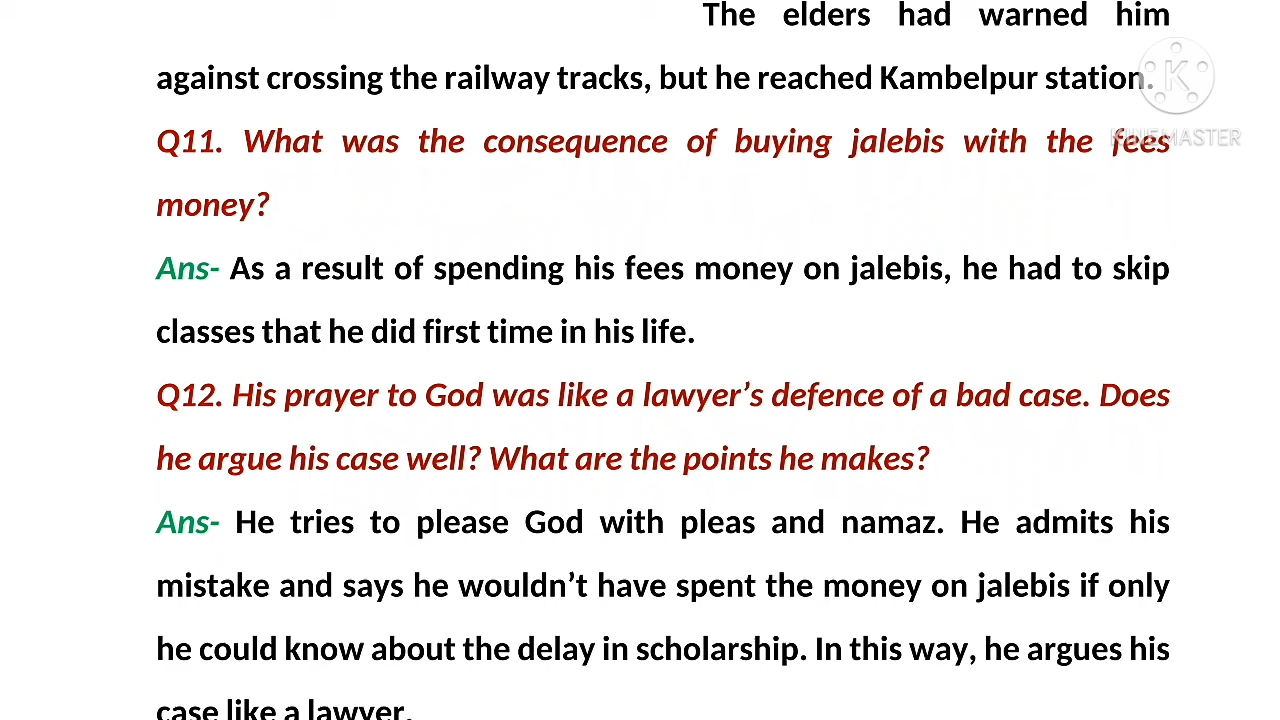 The elders had warned him
against crossing the railway tracks, but he reached Kambelpur station.
Q11. What was the consequence of buying jalebis with the fees
money?
Ans- As a result of spending his fees money on jalebis, he had to skip
classes that he did first time in his life.
Q12. His prayer to God was like a lawyer’s defence of a bad case. Does
he argue his case well? What are the points he makes?
Ans- He tries to please God with pleas and namaz. He admits his
mistake and says he wouldn’t have spent the money on jalebis if only
he could know about the delay in scholarship. In this way, he argues his
case like a lawyer.
K
KINEMASTER